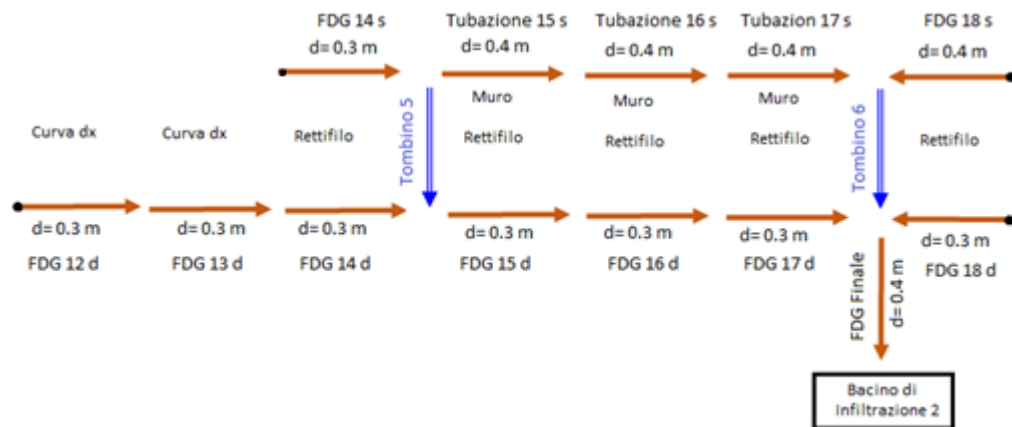 FDG 14 s
Tubazione 15 s
Tubazione 16 s
Tubazion 17 s
FDG 18 s
d= 0.3 m
d= 0.4 m
d= 0.4 m
d= 0.4 m
d= 0.4 m
Muro
Muro
Muro
Curva dx
Curva dx
Rettifilo
Tombino 5
Rettifilo
Rettifilo
Rettifilo
Tombino 6
Rettifilo
d= 0.3 m
d= 0.3 m
d= 0.3 m
d= 0.3 m
d= 0.3 m
d= 0.3 m
d= 0.3 m
FDG 12 d
FDG 13 d
FDG 14 d
FDG 15 d
FDG 16 d
FDG 17 d
FDG 18 d
FDG Finale
d= 0.4 m
Bacino di
Infiltrazione 2